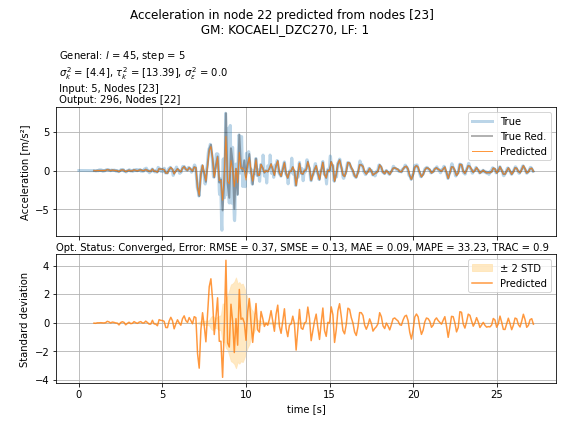 Acceleration in node 22 predicted from nodes [23]
GM: KOCAELI_DZC270, LF: 1
General: l = 45, step = 5
σ²ₖ = [4.4], τ²ₖ = [13.39], σ²ε = 0.0
Input: 5, Nodes [23]
Output: 296, Nodes [22]
Acceleration [m/s²]
5
0
−5
True
True Red.
Predicted
Opt. Status: Converged, Error: RMSE = 0.37, SMSE = 0.13, MAE = 0.09, MAPE = 33.23, TRAC = 0.9
Standard deviation
4
2
0
−2
−4
± 2 STD
Predicted
0 5 10 15 20 25
time [s]